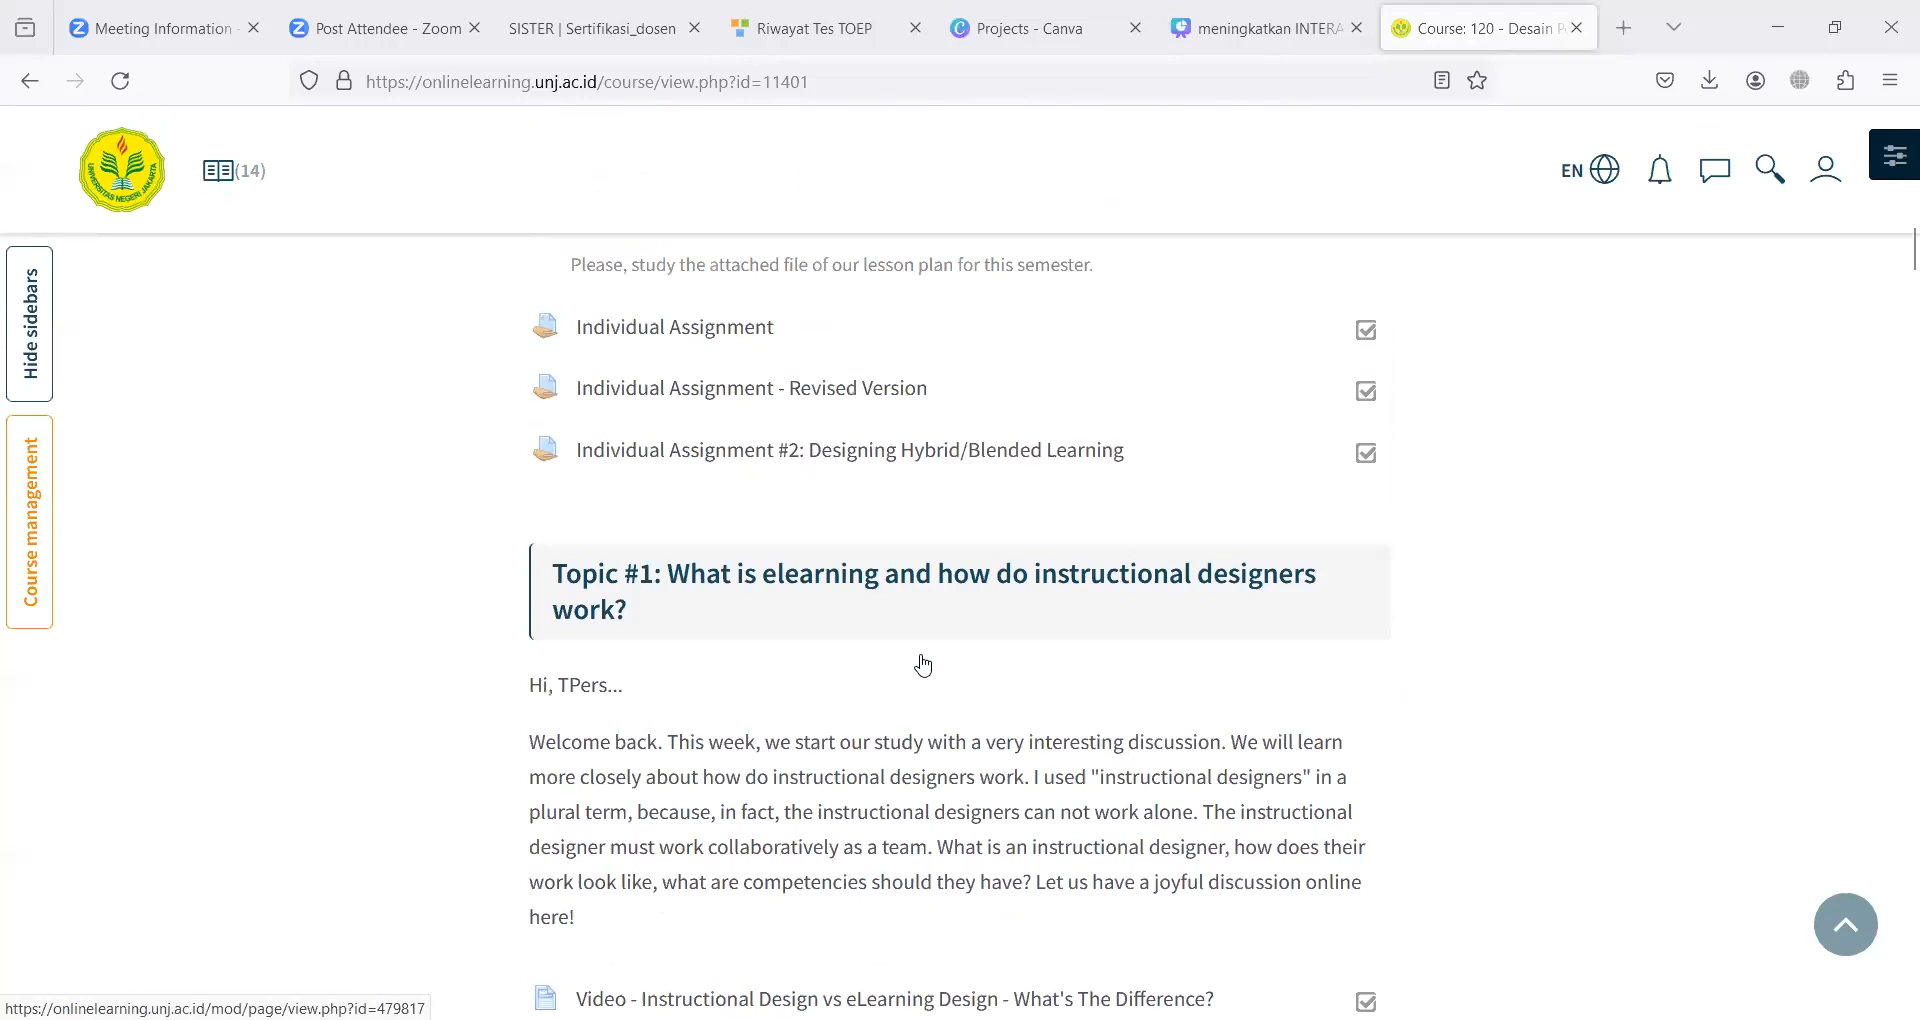 Meeting Information -
Post Attendee - Zoom
SISTER | Sertifikasi_dosen
Riwayat Tes TOEP
Projects - Canva
meningkatkan INTERA
Course: 120 - Desain P
https://onlinelearning.unj.ac.id/course/view.php?id=11401
UNIVERSITAS NEGERI JAKARTA
(14)
EN
Hide sidebars
Course management
Please, study the attached file of our lesson plan for this semester.
Individual Assignment
Individual Assignment - Revised Version
Individual Assignment #2: Designing Hybrid/Blended Learning
Topic #1: What is elearning and how do instructional designers
work?
Hi, TPers...
Welcome back. This week, we start our study with a very interesting discussion. We will learn
more closely about how do instructional designers work. I used "instructional designers" in a
plural term, because, in fact, the instructional designers can not work alone. The instructional
designer must work collaboratively as a team. What is an instructional designer, how does their
work look like, what are competencies should they have? Let us have a joyful discussion online
here!
Video - Instructional Design vs eLearning Design - What's The Difference?
https://onlinelearning.unj.ac.id/mod/page/view.php?id=479817